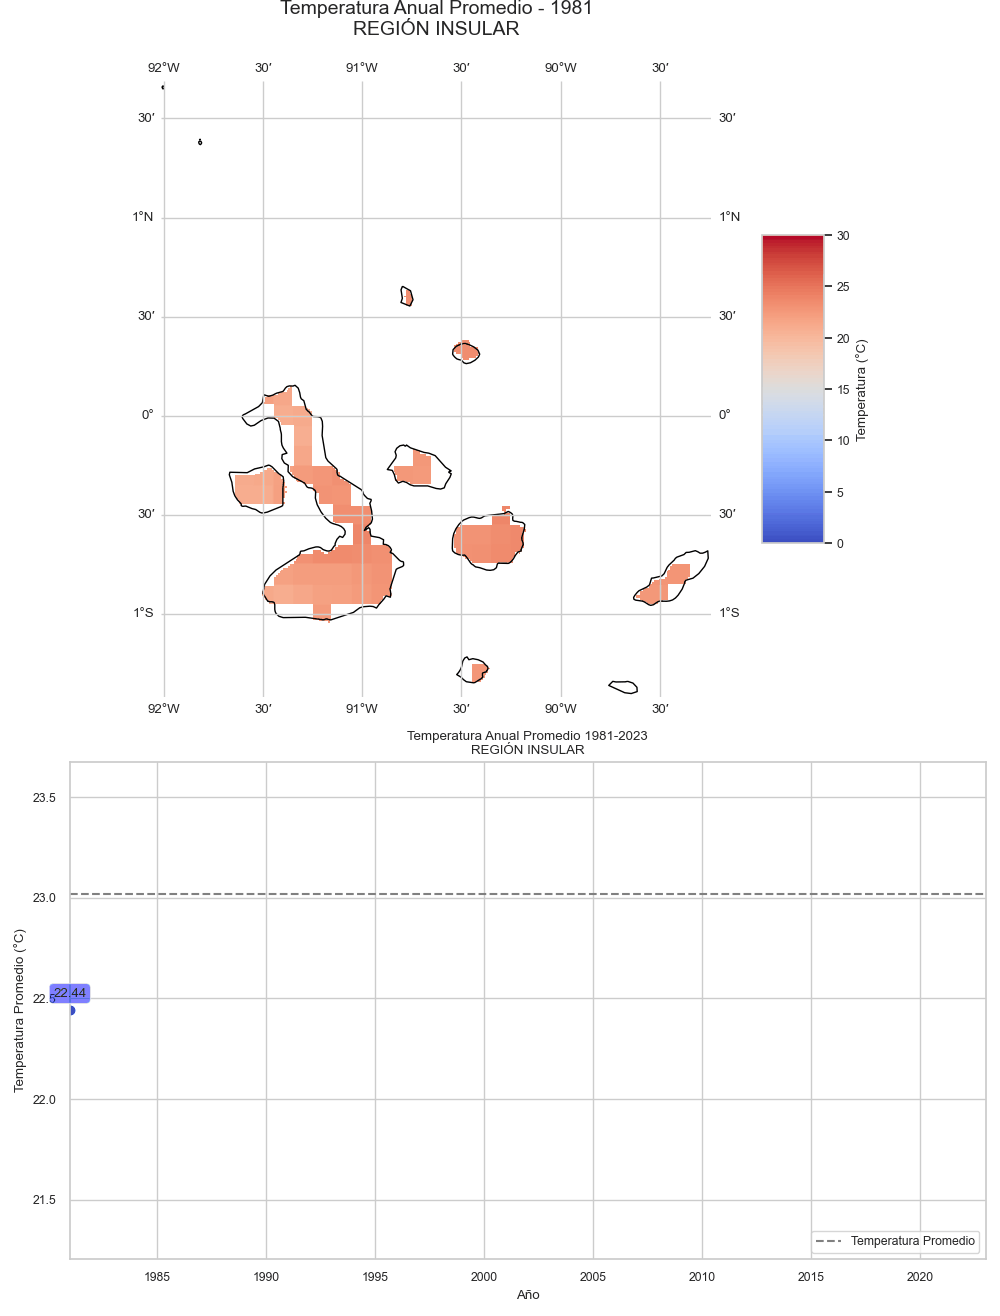 Temperatura Anual Promedio - 1981
REGIÓN INSULAR
92°W 30′ 91°W 30′ 90°W 30′
30′ 30′
1°N 1°N
30′ 30′
0° 0°
30′ 30′
1°S 1°S
92°W 30′ 91°W 30′ 90°W 30′
30
25
20
15
10
5
0
Temperatura (°C)
Temperatura Anual Promedio 1981-2023
REGIÓN INSULAR
23.5
23.0
22.5
22.44
22.0
21.5
Temperatura Promedio (°C)
Temperatura Promedio
1985 1990 1995 2000 2005 2010 2015 2020
Año